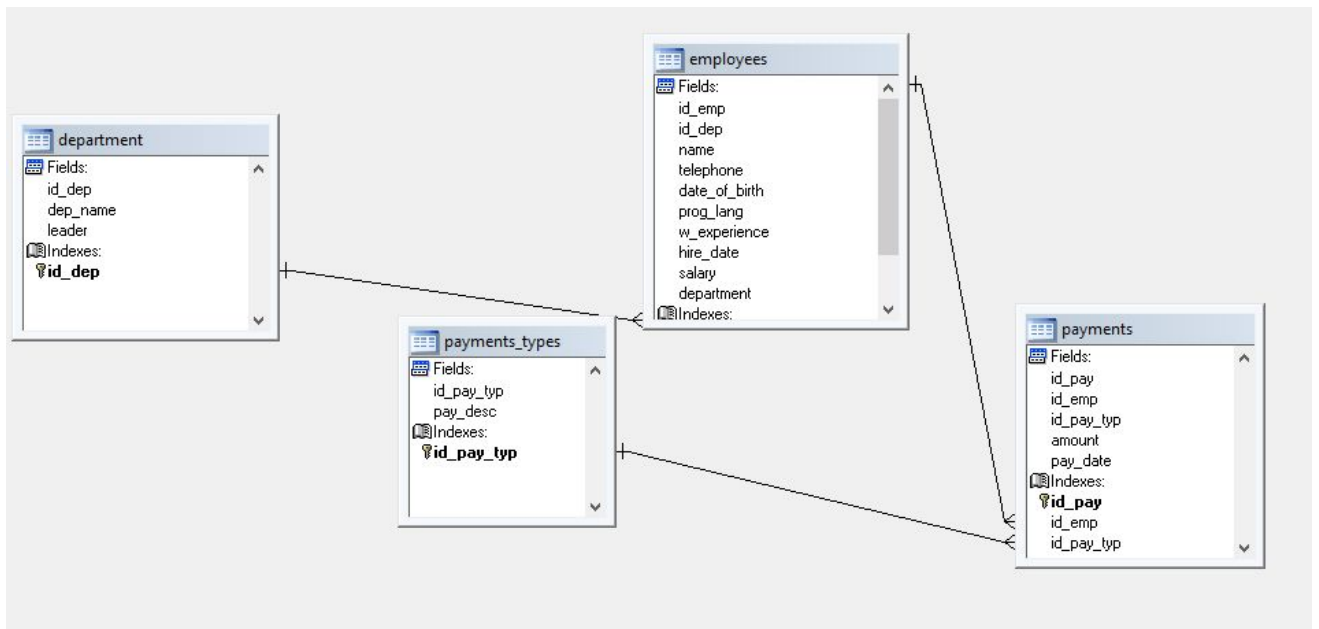 department
Fields:
id_dep
dep_name
leader
Indexes:
id_dep
employees
Fields:
id_emp
id_dep
name
telephone
date_of_birth
prog_lang
w_experience
hire_date
salary
department
Indexes:
payments_types
Fields:
id_pay_typ
pay_desc
Indexes:
id_pay_typ
payments
Fields:
id_pay
id_emp
id_pay_typ
amount
pay_date
Indexes:
id_pay
id_emp
id_pay_typ